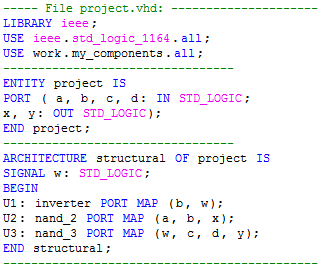 ----- File project.vhd: ---------------------
LIBRARY ieee;
USE ieee.std_logic_1164.all;
USE work.my_components.all;
---------------------------------
ENTITY project IS
PORT ( a, b, c, d: IN STD_LOGIC;
x, y: OUT STD_LOGIC);
END project;
---------------------------------
ARCHITECTURE structural OF project IS
SIGNAL w: STD_LOGIC;
BEGIN
U1: inverter PORT MAP (b, w);
U2: nand_2 PORT MAP (a, b, x);
U3: nand_3 PORT MAP (w, c, d, y);
END structural;
---------------------------------------------